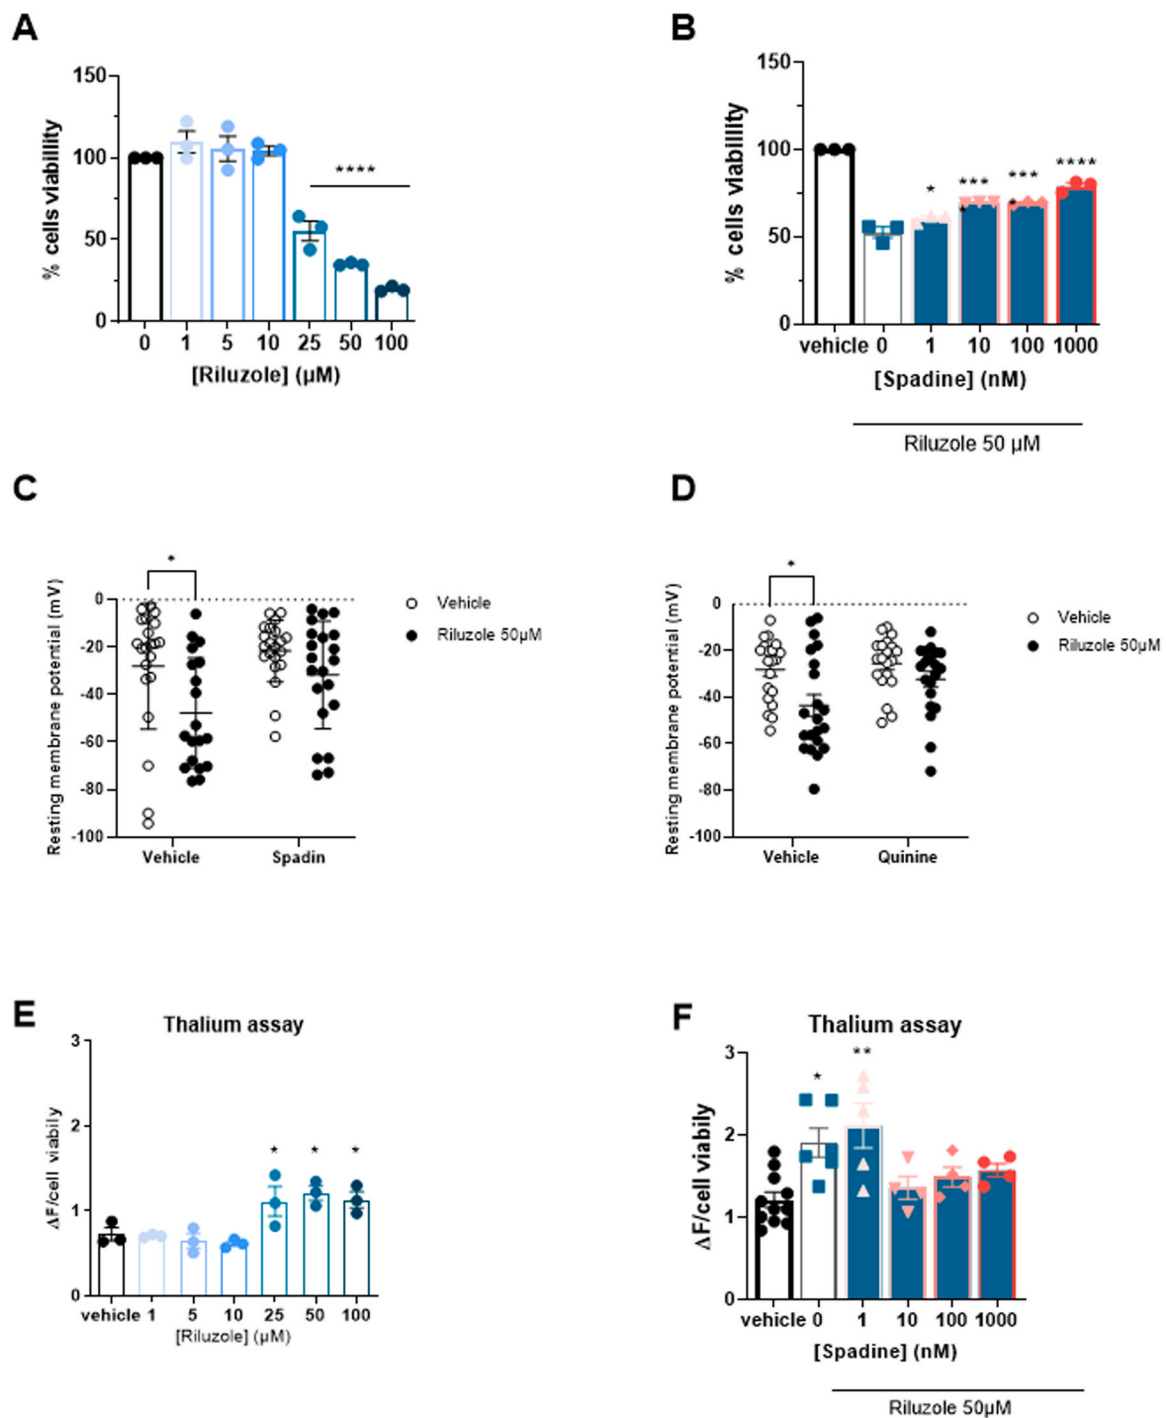 A
150
100
50
0
% cells viabillity
****
0 1 5 10 25 50 100
[Riluzole] (µM)
B
150
100
50
0
% cells viability
* *** * *** * ****
vehicle 0 1 10 100 1000
[Spadine] (nM)
Riluzole 50 µM
C
*
0
-20
-40
-60
-80
-100
Resting membrane potential (mV)
Vehicle
Riluzole 50µM
Vehicle Spadin
D
*
0
-20
-40
-60
-80
-100
Resting membrane potential (mV)
Vehicle
Riluzole 50µM
Vehicle Quinine
E
Thalium assay
3
2
1
0
ΔF/cell viabily
* * *
vehicle 1 5 10 25 50 100
[Riluzole] (µM)
F
Thalium assay
3
2
1
0
ΔF/cell viabily
* **
vehicle 0 1 10 100 1000
[Spadine] (nM)
Riluzole 50µM